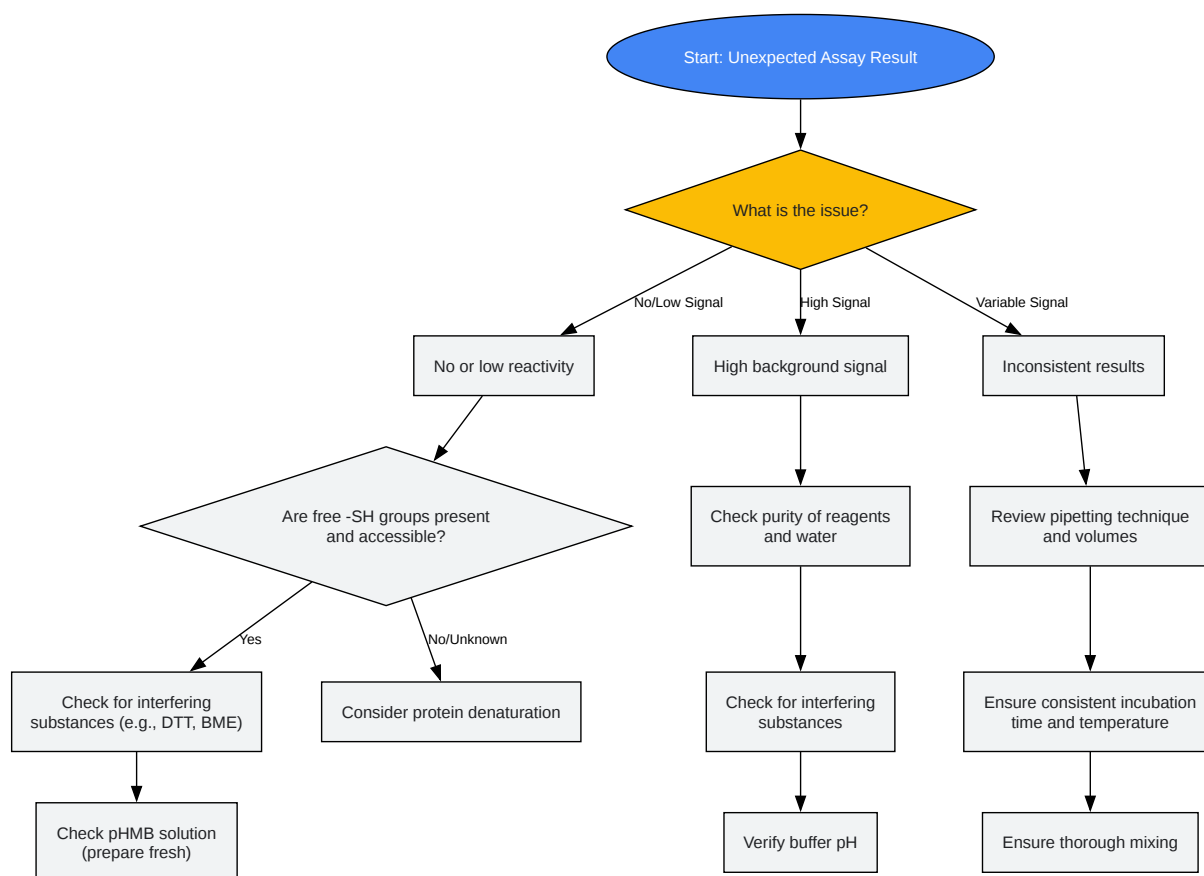 Start: Unexpected Assay Result
What is the issue?
No/Low Signal
High Signal
Variable Signal
No or low reactivity
High background signal
Inconsistent results
Are free -SH groups present
and accessible?
Check purity of reagents
and water
Review pipetting technique
and volumes
Yes
No/Unknown
Check for interfering
substances (e.g., DTT, BME)
Consider protein denaturation
Check for interfering
substances
Ensure consistent incubation
time and temperature
Check pHMB solution
(prepare fresh)
Verify buffer pH
Ensure thorough mixing